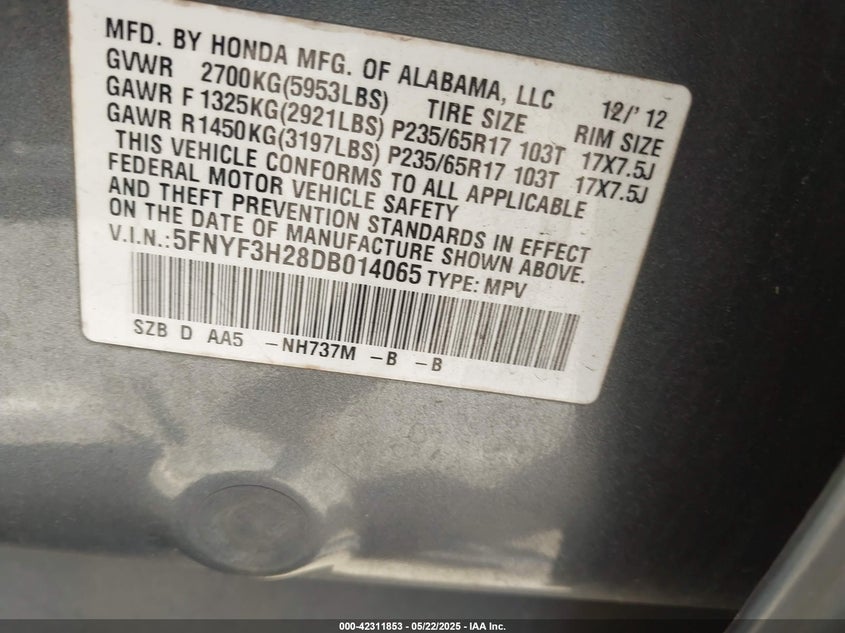 MFD. BY HONDA MFG. OF ALABAMA, LLC 12/' 12
GVWR 2700KG(5953LBS) TIRE SIZE RIM SIZE
GAWR F 1325KG(2921LBS) P235/65R17 103T 17X7.5J
GAWR R1450KG(3197LBS) P235/65R17 103T 17X7.5J
THIS VEHICLE CONFORMS TO ALL APPLICABLE
FEDERAL MOTOR VEHICLE SAFETY
AND THEFT PREVENTION STANDARDS IN EFFECT
ON THE DATE OF MANUFACTURE SHOWN ABOVE.
V.I.N.:5FNYF3H28DB014065 TYPE: MPV
SZB D AA5 -NH737M -B -B
000-42311853 - 05/22/2025 - IAA Inc.